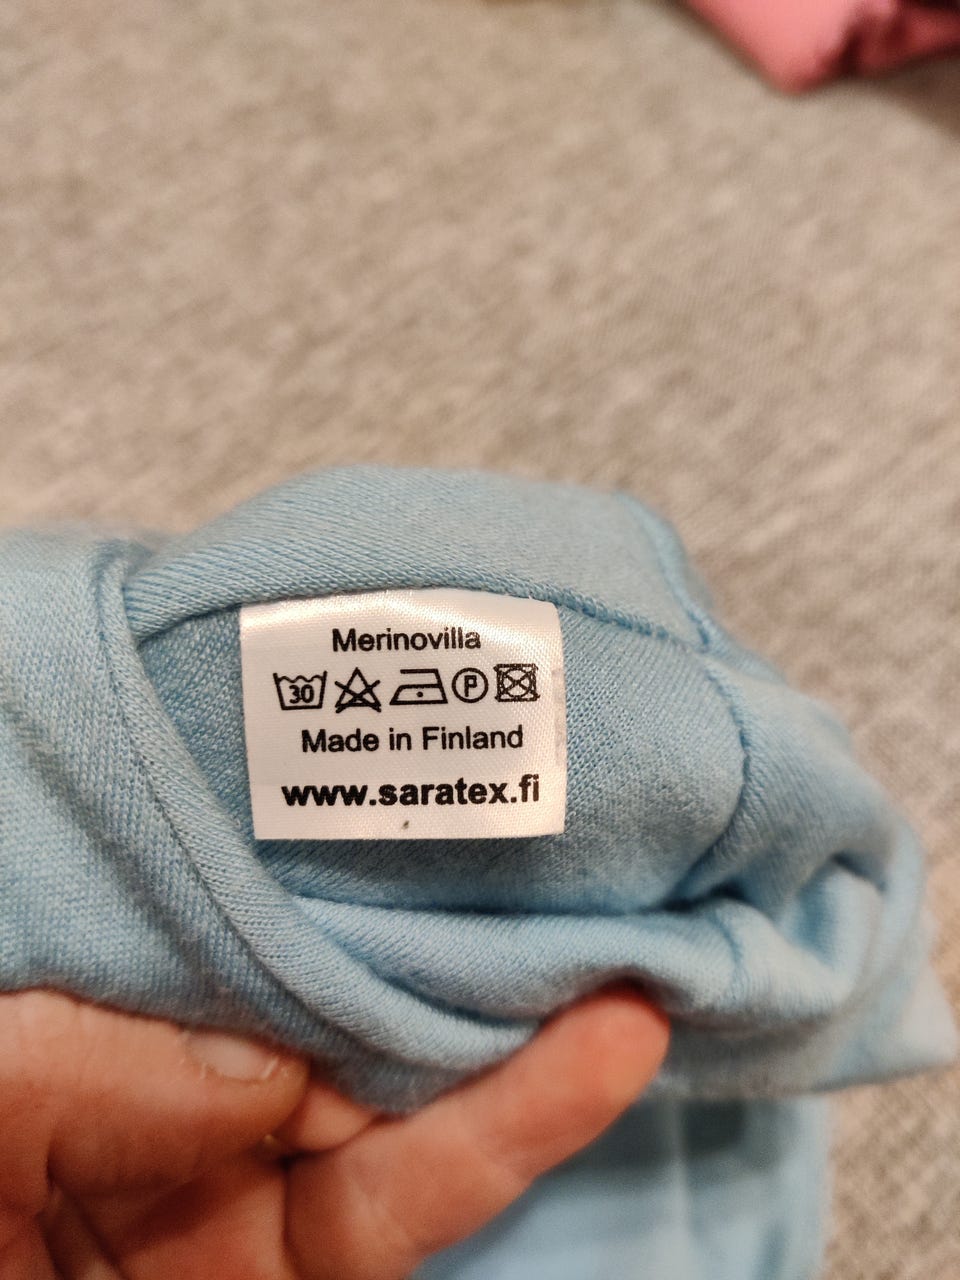 Merinovilla
30 P
Made in Finland
www.saratex.fi